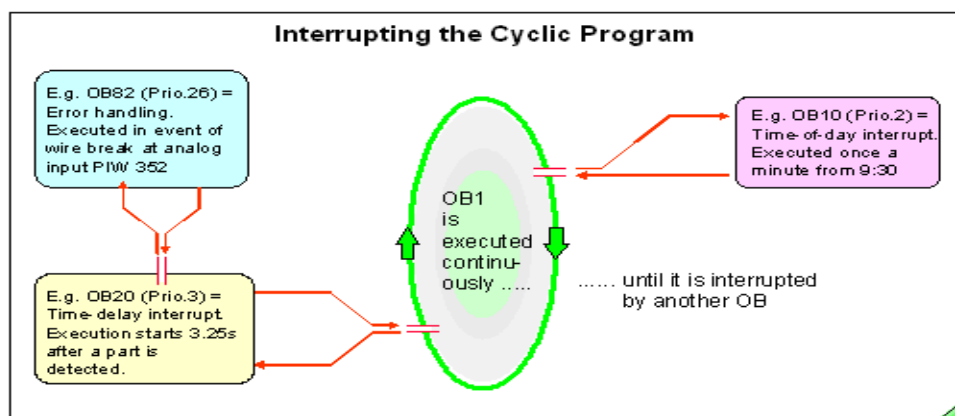 Interrupting the Cyclic Program
E.g. OB82 (Prio.26) =
Error handling.
Executed in event of
wire break at analog
input PIW 352
E.g. OB10 (Prio.2) =
Time-of-day interrupt.
Executed once a
minute from 9:30
OB1
is
executed
continu-
ously .....
E.g. OB20 (Prio.3) =
Time-delay interrupt.
Execution starts 3.25s
after a part is
detected.
...... until it is interrupted
by another OB